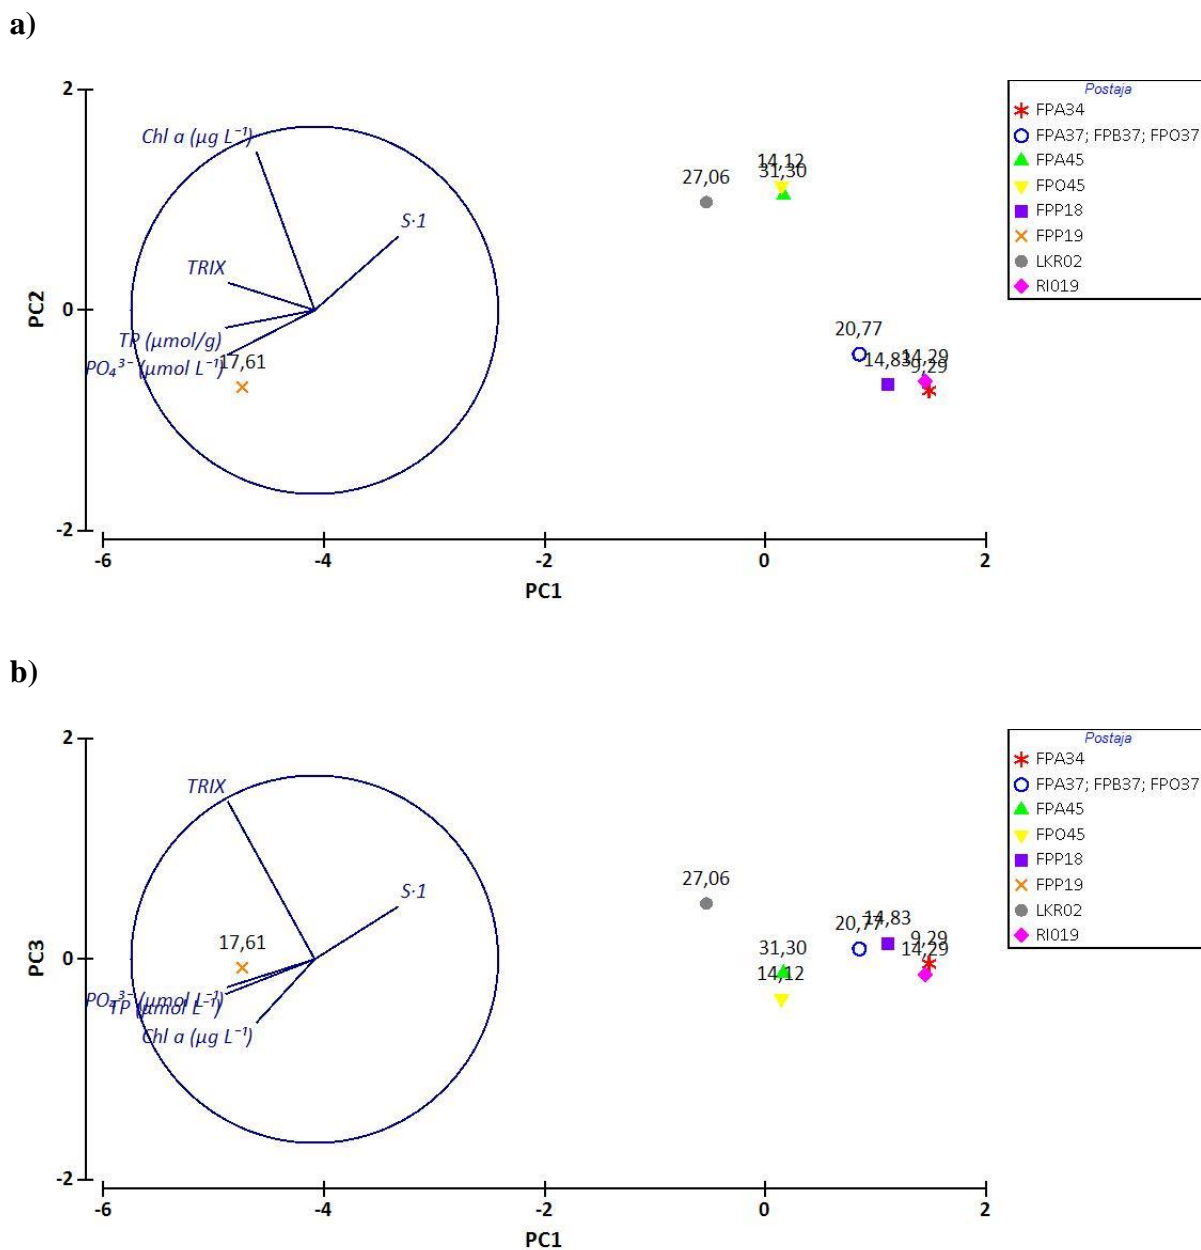 a)
2
0
-2
PC2
Chl a (µg L⁻¹)
S·1
TRIX
TP (µmol/g)
PO₄³⁻ (µmol L⁻¹)
17,61
27,06
14,12
31,30
20,77
14,83
14,29
9,29
-6
-4
-2
0
2
PC1
Postaja
FPA34
FPA37; FPB37; FPO37
FPA45
FPO45
FPP18
FPP19
LKR02
RI019
b)
2
0
-2
PC3
TRIX
S·1
17,61
PO₄³⁻ (µmol L⁻¹)
TP (µmol L⁻¹)
Chl a (µg L⁻¹)
27,06
31,30
14,12
20,77
14,83
9,29
14,29
-6
-4
-2
0
2
PC1
Postaja
FPA34
FPA37; FPB37; FPO37
FPA45
FPO45
FPP18
FPP19
LKR02
RI019